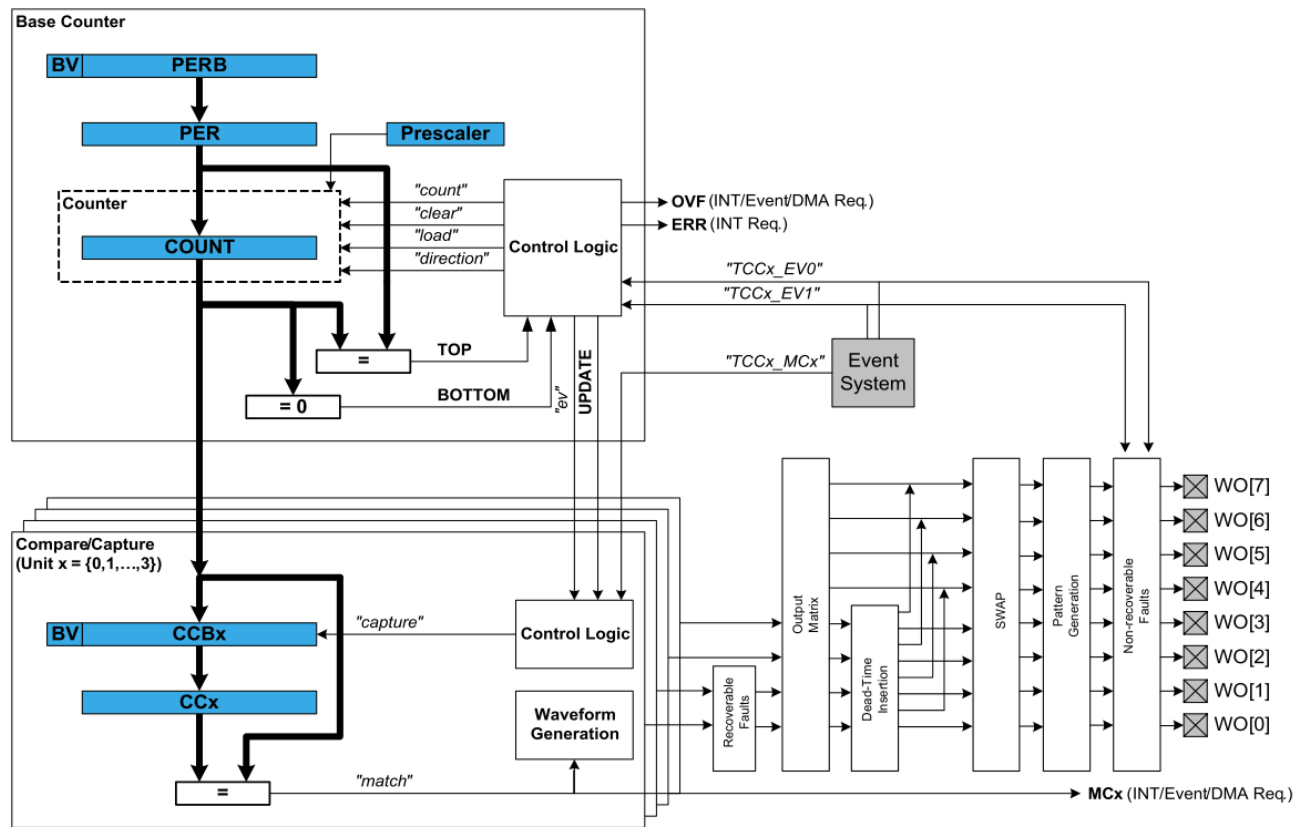 Base Counter
BV PERB
PER
Prescaler
Counter
COUNT
"count"
"clear"
"load"
"direction"
Control Logic
OVF (INT/Event/DMA Req.)
ERR (INT Req.)
"TCCx_EV0"
"TCCx_EV1"
"TCCx_MCx"
Event
System
=
TOP
= 0
BOTTOM
"ev"
UPDATE
Compare/Capture
(Unit x = {0,1,...,3})
BV CCBx
"capture"
Control Logic
CCx
Waveform
Generation
=
"match"
Recoverable
Faults
Output
Matrix
Dead-Time
Insertion
SWAP
Pattern
Generation
Non-recoverable
Faults
WO[7]
WO[6]
WO[5]
WO[4]
WO[3]
WO[2]
WO[1]
WO[0]
MCx (INT/Event/DMA Req.)